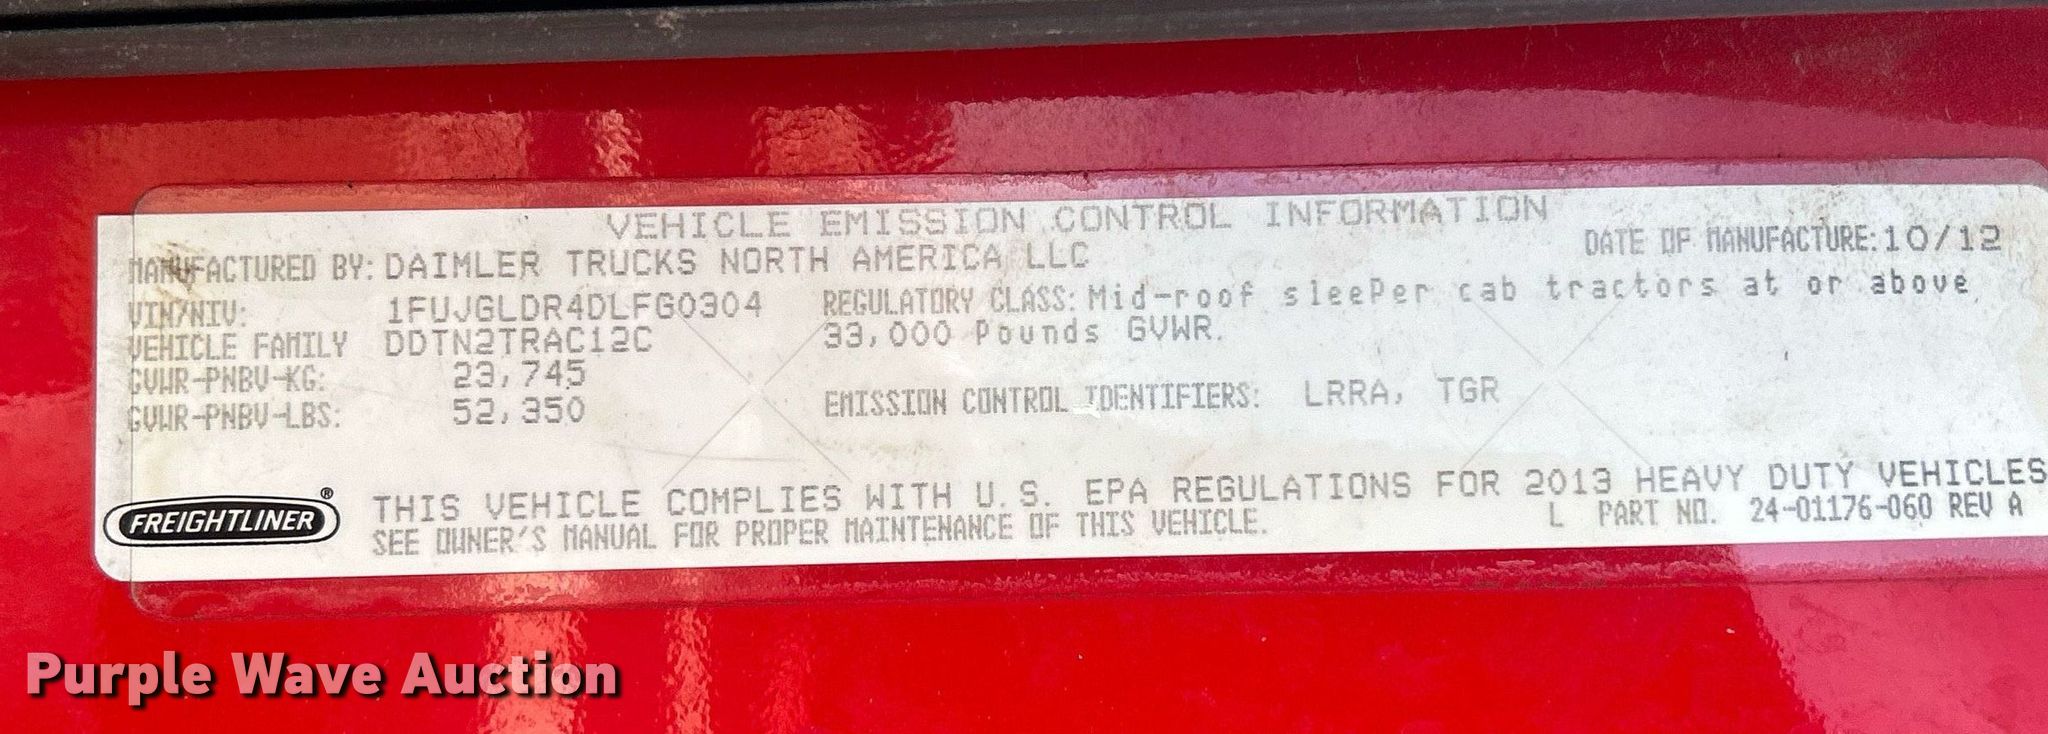 VEHICLE EMISSION CONTROL INFORMATION
MANUFACTURED BY: DAIMLER TRUCKS NORTH AMERICA LLC DATE OF MANUFACTURE: 10/12
VIN/NIV: 1FUJGLDR4DLFG0304 REGULATORY CLASS: Mid-roof sleeper cab tractors at or above
VEHICLE FAMILY DDTN2TRAC12C 33,000 Pounds GVWR.
GVWR-PNBV-KG: 23,745
GVWR-PNBV-LBS: 52,350 EMISSION CONTROL IDENTIFIERS: LRRA, TGR
FREIGHTLINER®
THIS VEHICLE COMPLIES WITH U.S. EPA REGULATIONS FOR 2013 HEAVY DUTY VEHICLES
SEE OWNER'S MANUAL FOR PROPER MAINTENANCE OF THIS VEHICLE. L PART NO. 24-01176-060 REV A
Purple Wave Auction